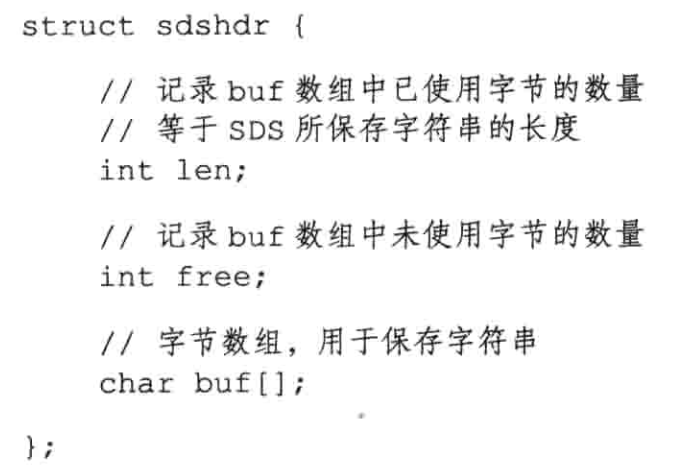 struct sdshdr {
// 记录 buf 数组中已使用字节的数量
// 等于 SDS 所保存字符串的长度
int len;
// 记录 buf 数组中未使用字节的数量
int free;
// 字节数组，用于保存字符串
char buf[];
};